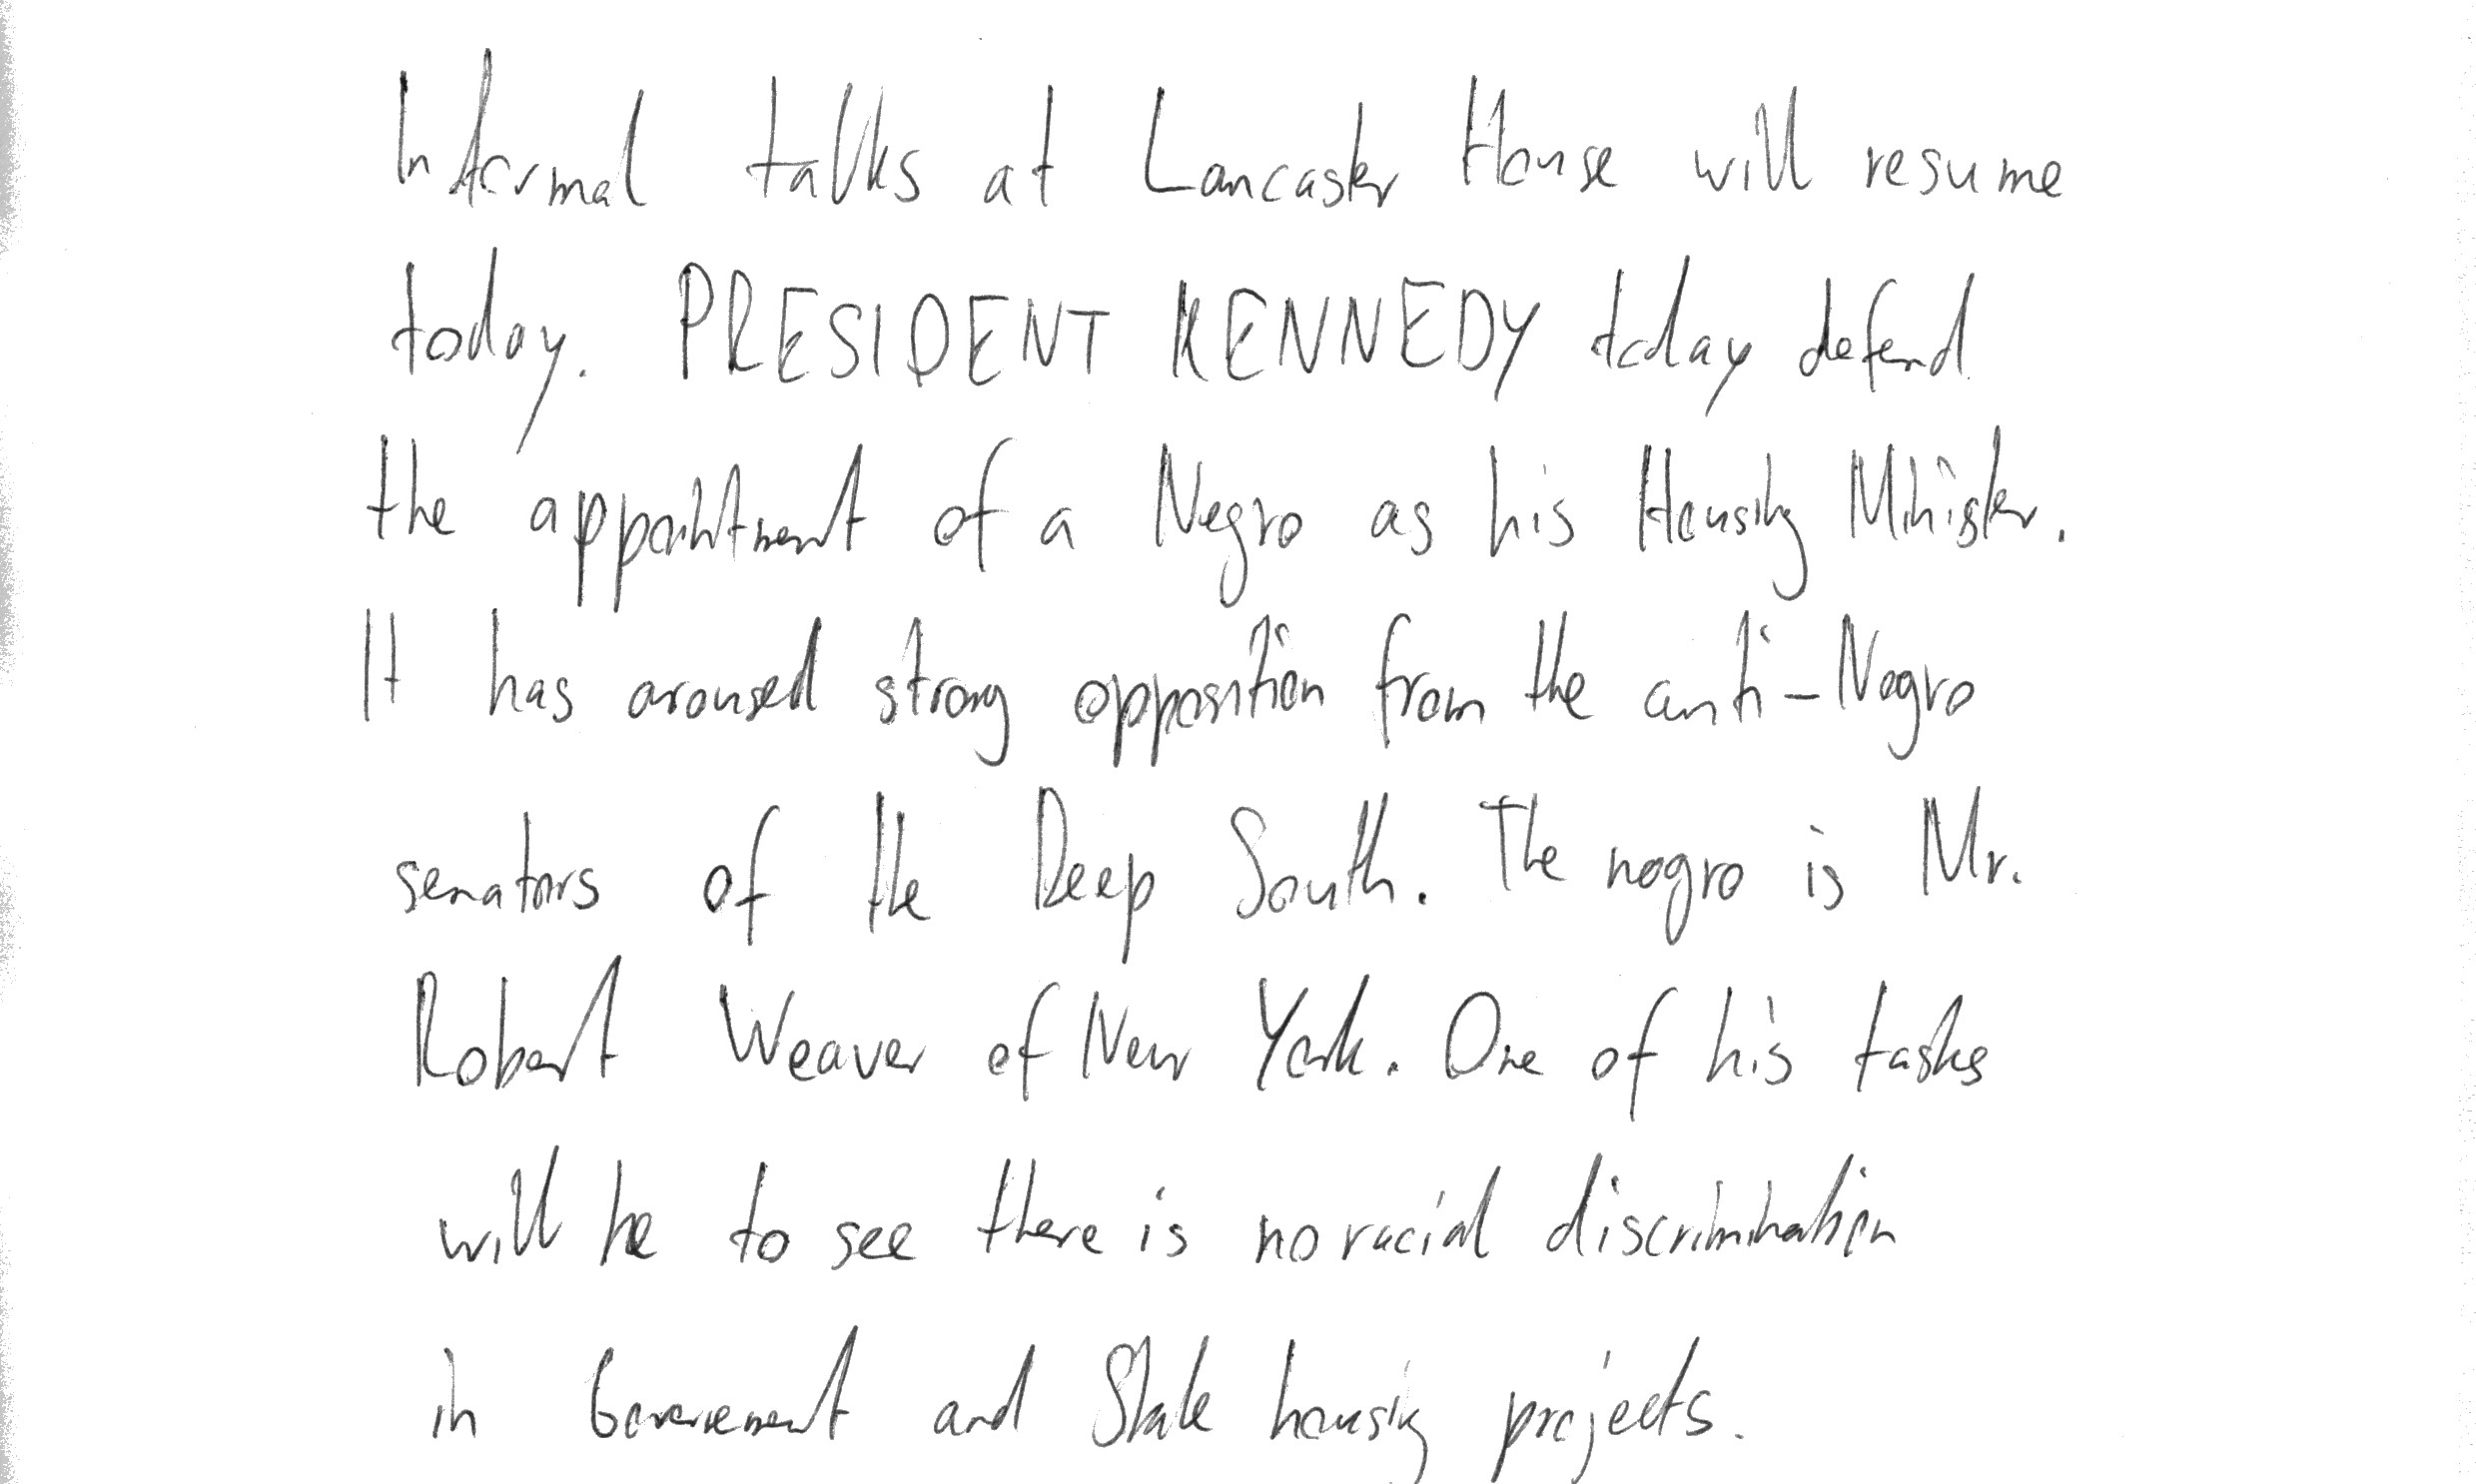 Informal talks at Lancaster House will resume
today. PRESIDENT KENNEDY today defend
the appointment of a Negro as his Housing Minister.
It has aroused strong opposition from the anti-Negro
senators of the Deep South. The negro is Mr.
Robert Weaver of New York. One of his tasks
will be to see there is no racial discrimination
in Government and State housing projects.